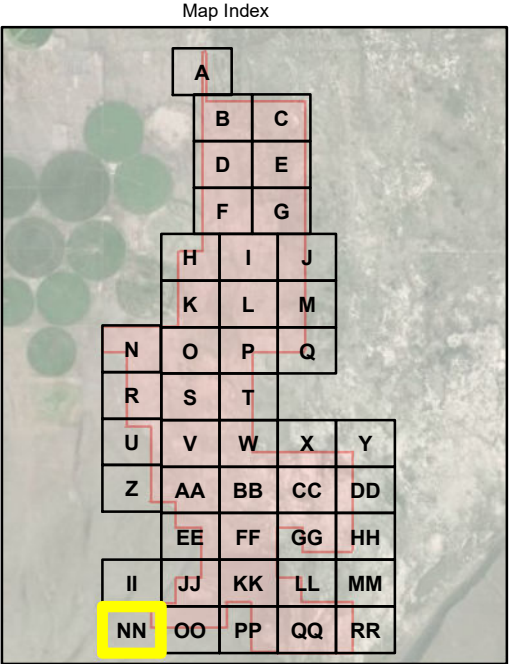 Map Index
A
B C
D E
F G
H I J
K L M
N O P Q
R S T
U V W X Y
Z AA BB CC DD
EE FF GG HH
II JJ KK LL MM
NN OO PP QQ RR